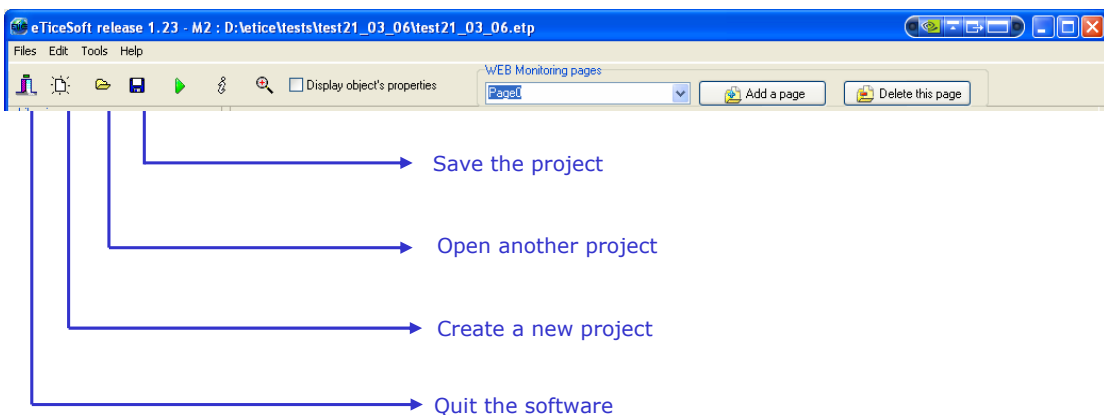 eTiceSoft release 1.23 - M2 : D:\etice\tests\test21_03_06\test21_03_06.etp
Files Edit Tools Help
WEB Monitoring pages
Display object's properties
Page0
Add a page
Delete this page
Save the project
Open another project
Create a new project
Quit the software